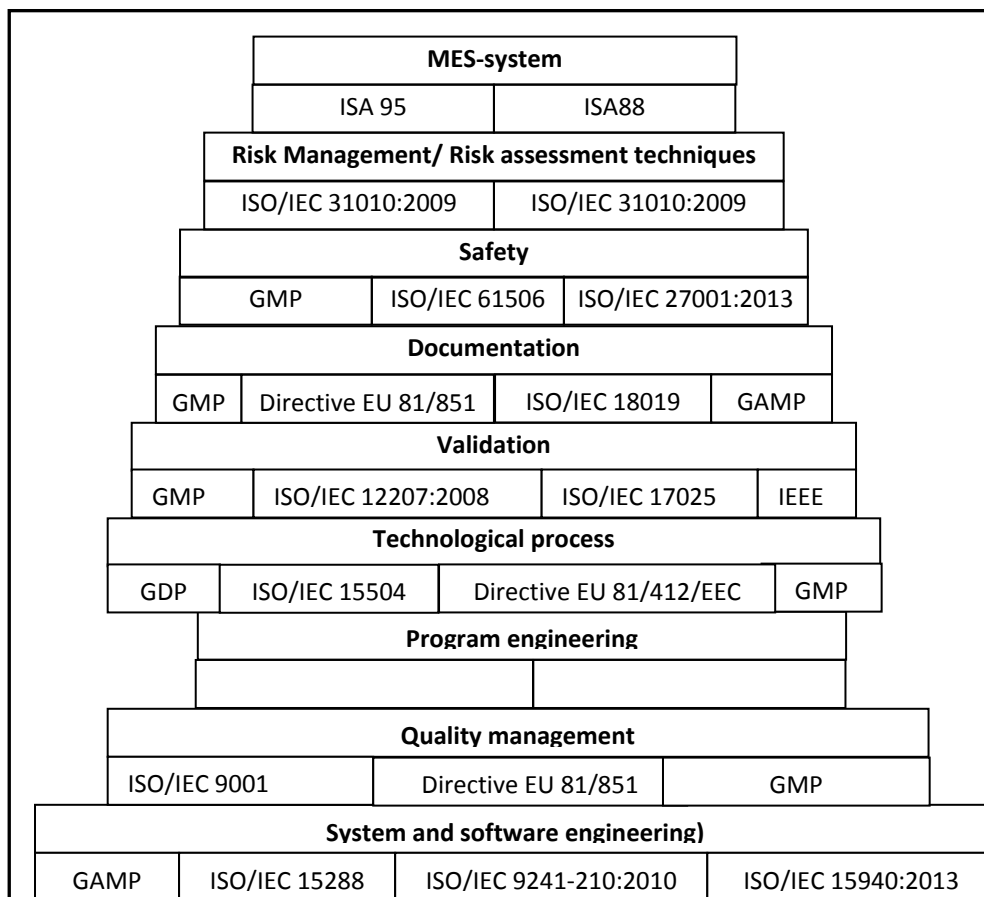 MES-system
ISA 95 ISA88
Risk Management/ Risk assessment techniques
ISO/IEC 31010:2009 ISO/IEC 31010:2009
Safety
GMP ISO/IEC 61506 ISO/IEC 27001:2013
Documentation
GMP Directive EU 81/851 ISO/IEC 18019 GAMP
Validation
GMP ISO/IEC 12207:2008 ISO/IEC 17025 IEEE
Technological process
GDP ISO/IEC 15504 Directive EU 81/412/EEC GMP
Program engineering
Quality management
ISO/IEC 9001 Directive EU 81/851 GMP
System and software engineering)
GAMP ISO/IEC 15288 ISO/IEC 9241-210:2010 ISO/IEC 15940:2013